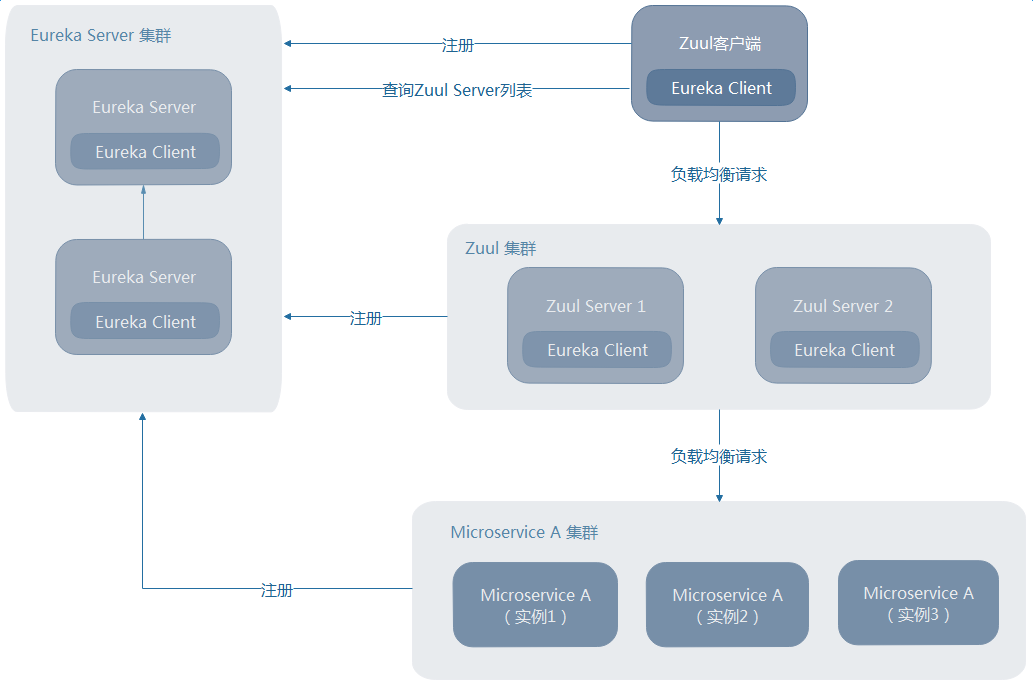 Eureka Server 集群
Eureka Server
Eureka Client
Eureka Server
Eureka Client
注册
查询Zuul Server列表
Zuul客户端
Eureka Client
负载均衡请求
Zuul 集群
Zuul Server 1
Eureka Client
Zuul Server 2
Eureka Client
注册
负载均衡请求
Microservice A 集群
Microservice A
（实例1）
Microservice A
（实例2）
Microservice A
（实例3）
注册